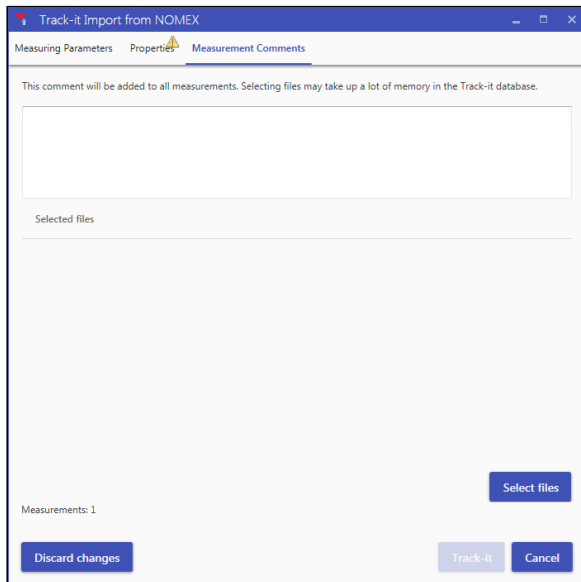 Track-it Import from NOMEX
Measuring Parameters Properties Measurement Comments
This comment will be added to all measurements. Selecting files may take up a lot of memory in the Track-it database.
Selected files
Select files
Measurements: 1
Discard changes Track-it Cancel